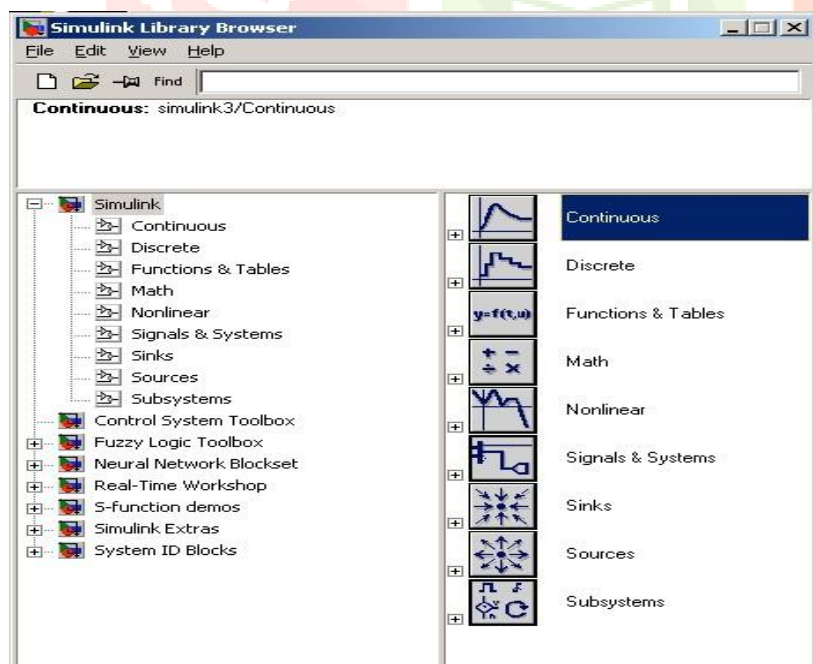 Simulink Library Browser
File Edit View Help
Find
Continuous: simulink3/Continuous
Simulink
Continuous
Discrete
Functions & Tables
Math
Nonlinear
Signals & Systems
Sinks
Sources
Subsystems
Control System Toolbox
Fuzzy Logic Toolbox
Neural Network Blockset
Real-Time Workshop
S-function demos
Simulink Extras
System ID Blocks
Continuous
Discrete
y=f(t,u)
Functions & Tables
+ -
÷ ×
Math
Nonlinear
Signals & Systems
Sinks
Sources
Subsystems